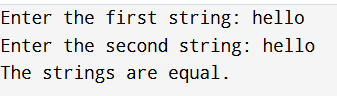 Enter the first string: hello
Enter the second string: hello
The strings are equal.